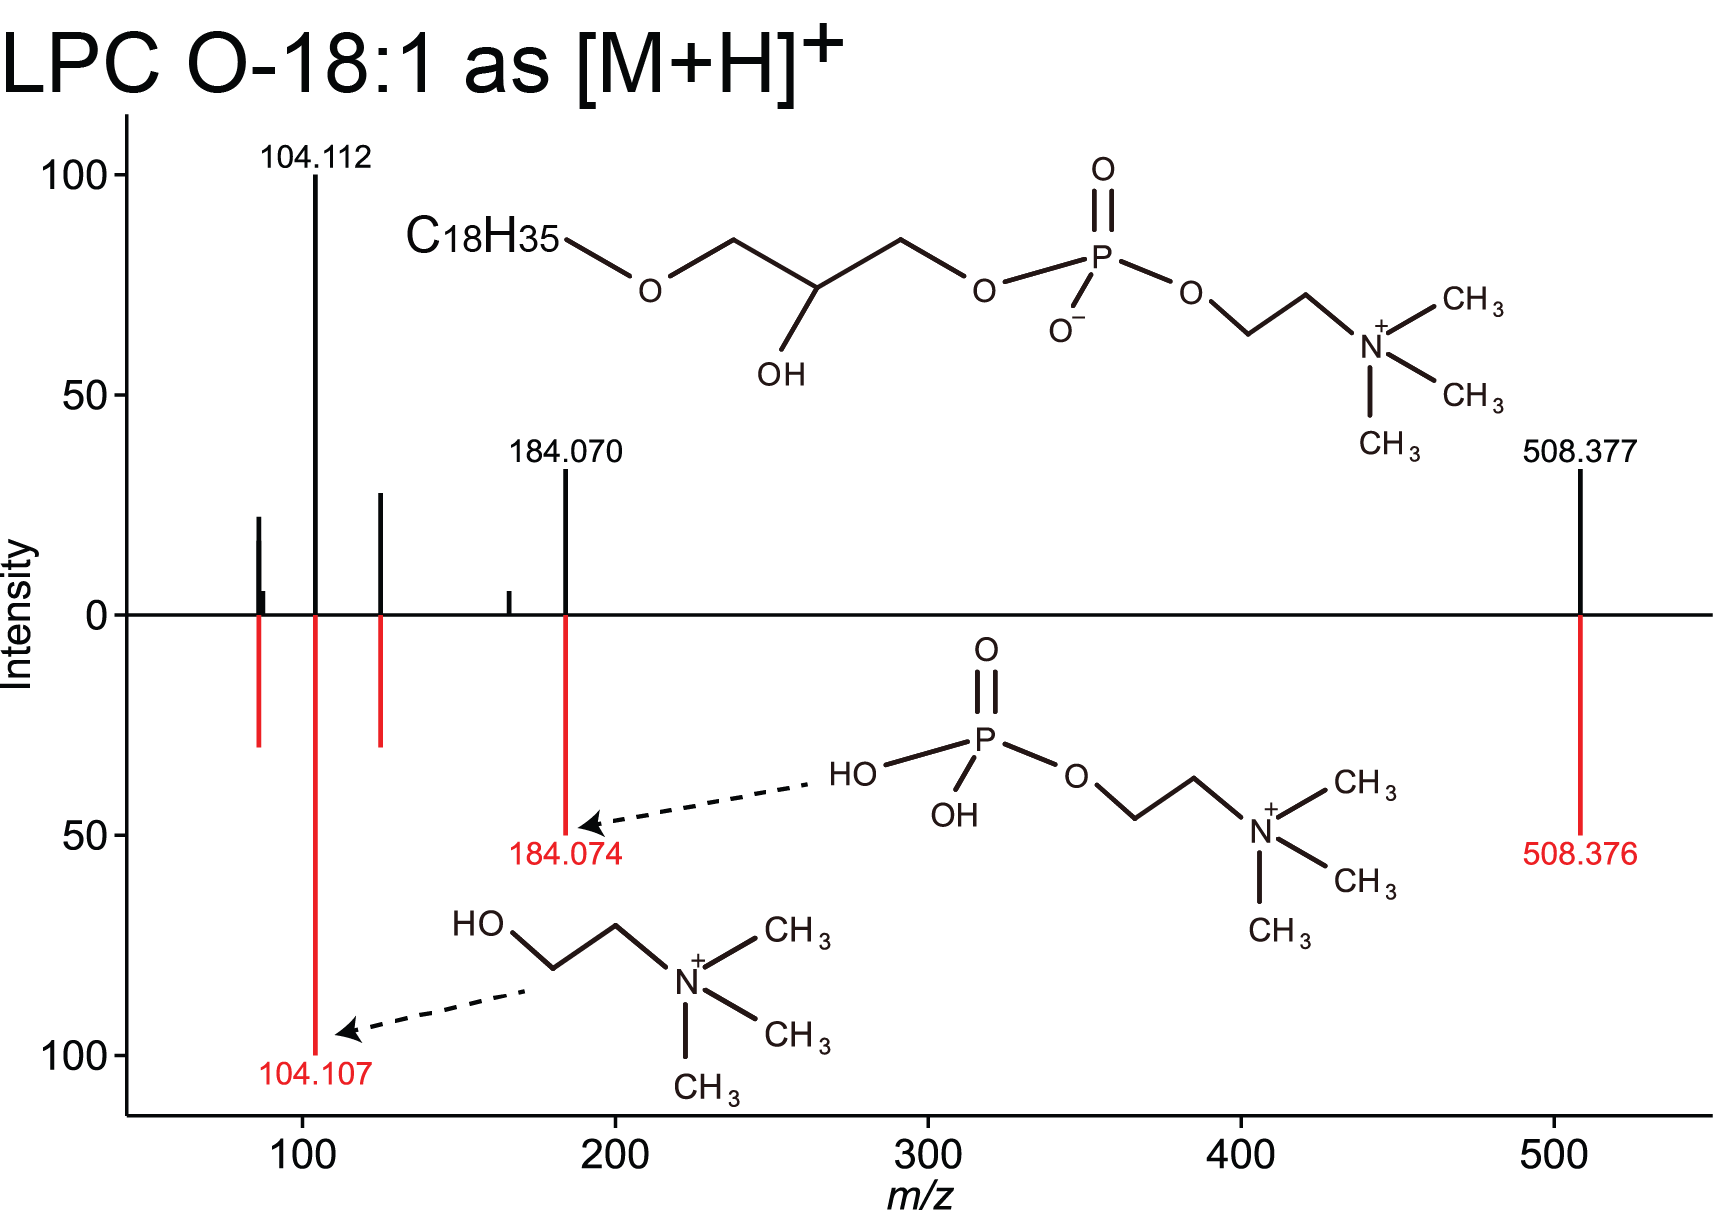 LPC O-18:1 as [M+H]+
104.112
100
50
0
50
100
Intensity
C18H35
O
OH
O
P
O
O−
O
N+
CH3
CH3
CH3
184.070
508.377
O
P
HO
OH
O
N+
CH3
CH3
CH3
184.074
508.376
HO
N+
CH3
CH3
CH3
104.107
100 200 300 400 500
m/z